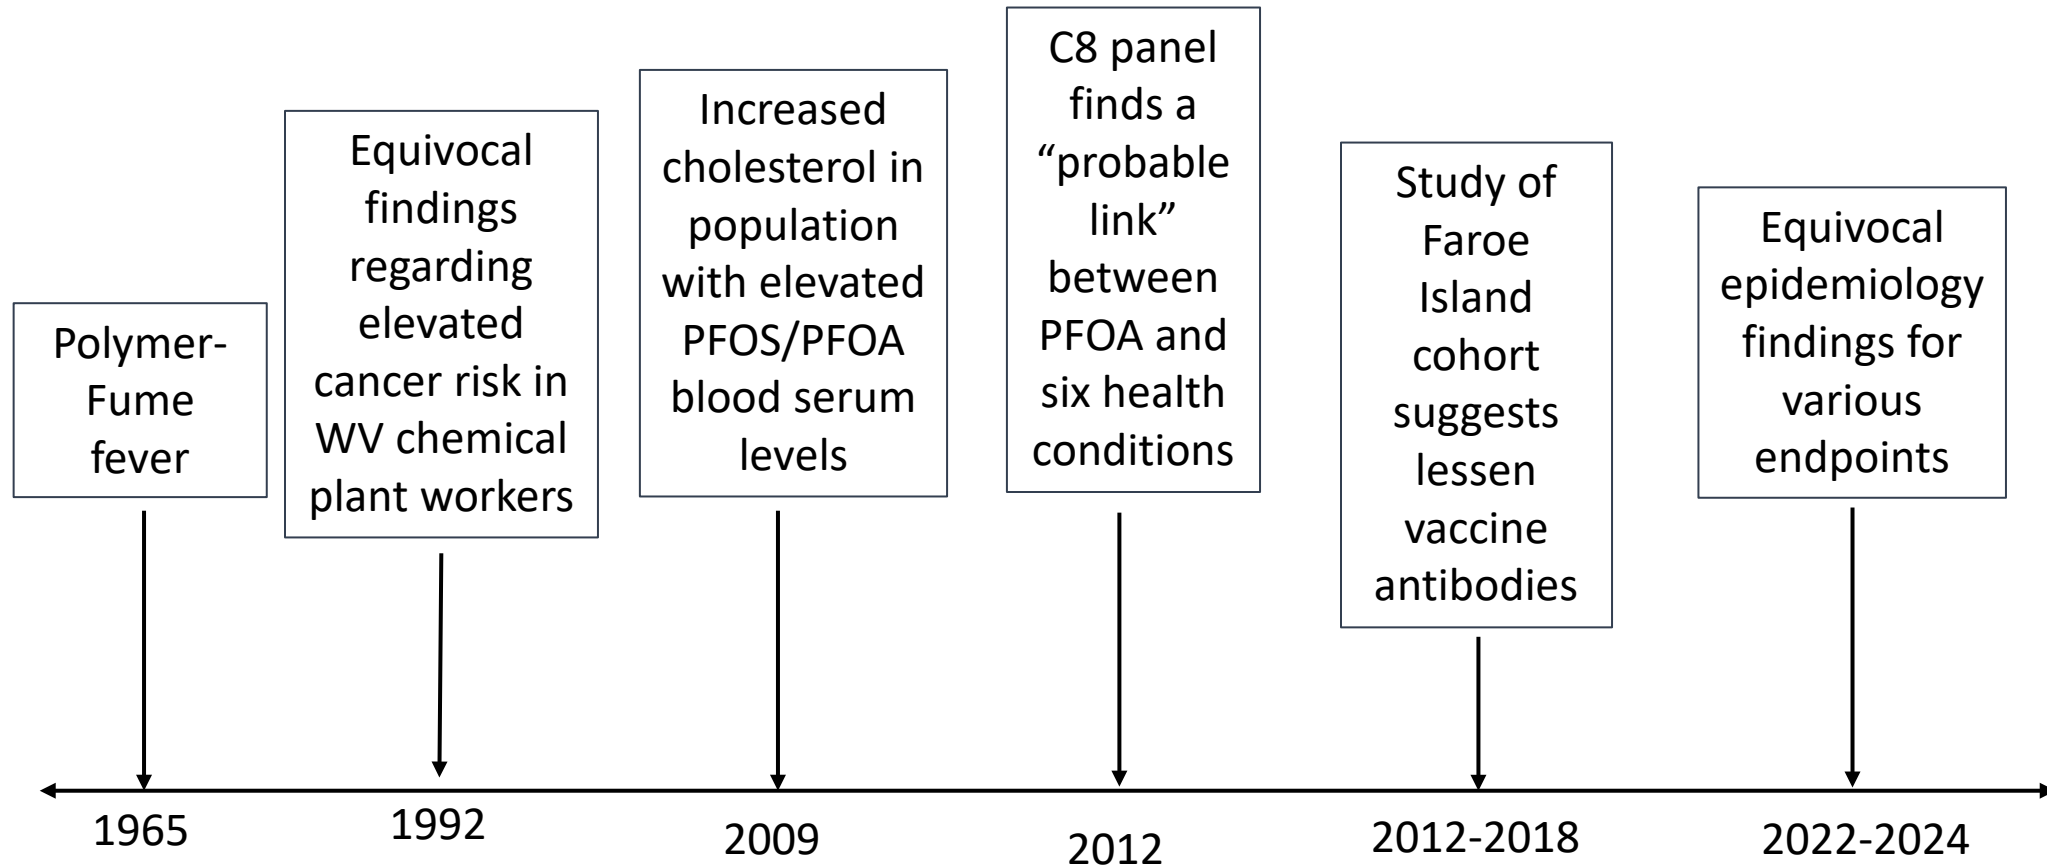 Polymer-
Fume
fever
Equivocal
findings
regarding
elevated
cancer risk in
WV chemical
plant workers
Increased
cholesterol in
population
with elevated
PFOS/PFOA
blood serum
levels
C8 panel
finds a
“probable
link”
between
PFOA and
six health
conditions
Study of
Faroe
Island
cohort
suggests
lessen
vaccine
antibodies
Equivocal
epidemiology
findings for
various
endpoints
1965
1992
2009
2012
2012-2018
2022-2024